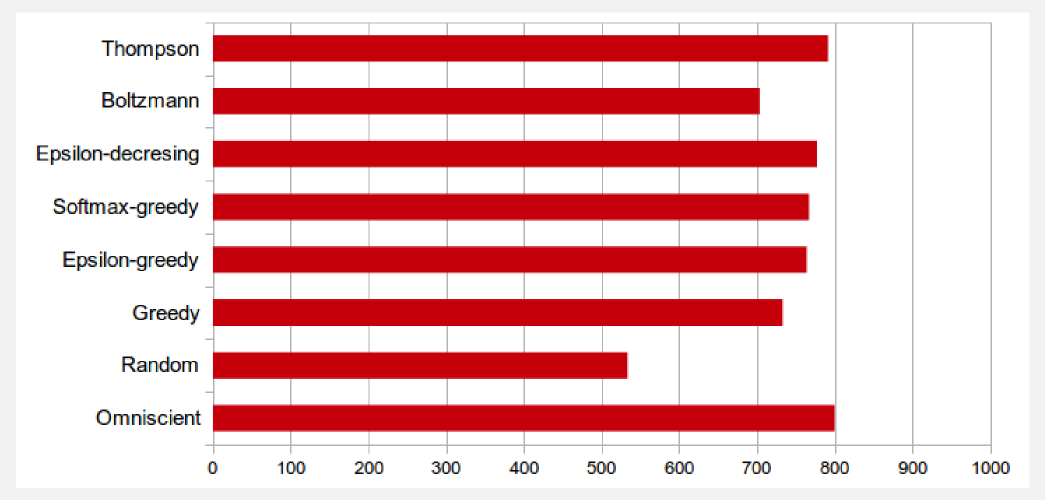 Thompson
Boltzmann
Epsilon-decresing
Softmax-greedy
Epsilon-greedy
Greedy
Random
Omniscient
0 100 200 300 400 500 600 700 800 900 1000